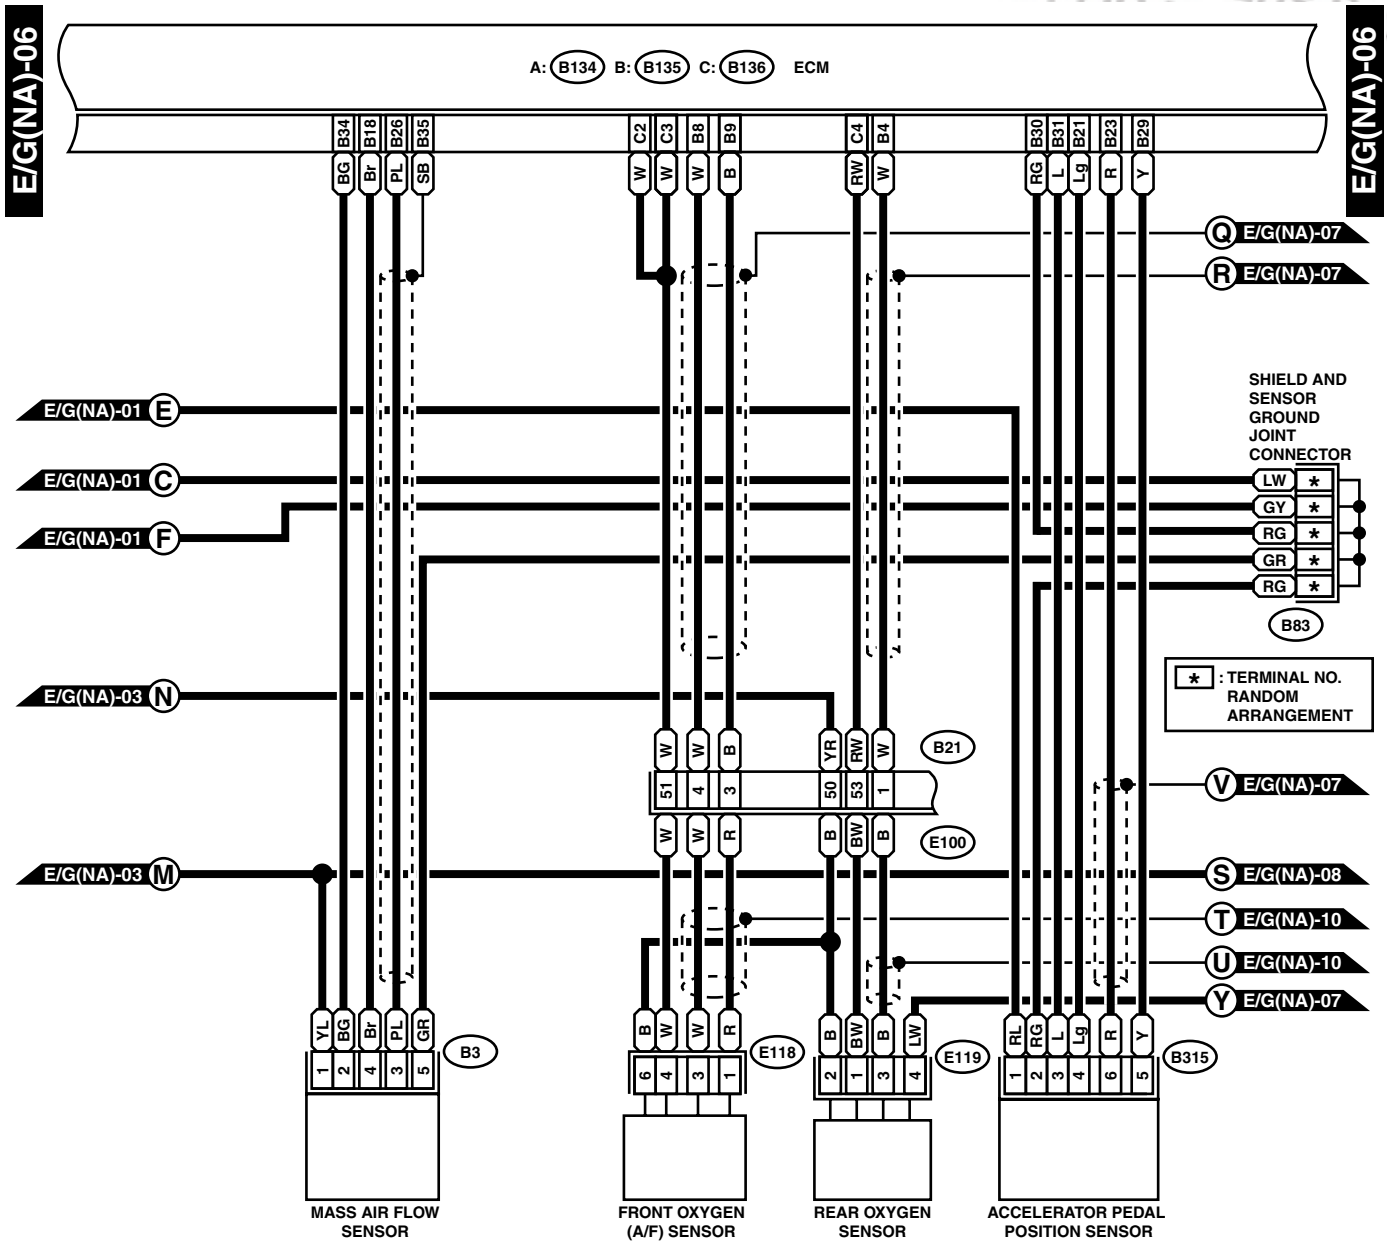 E/G(NA)-06
E/G(NA)-06
A: B134 B: B135 C: B136 ECM
B34 B18 B26 B35 C2 C3 B8 B9 C4 B4 B30 B31 B21 B23 B29
BG Br PL SB W W W B RW W RG L Lg R Y
Q E/G(NA)-07
R E/G(NA)-07
SHIELD AND
SENSOR
GROUND
JOINT
CONNECTOR
E/G(NA)-01 E
E/G(NA)-01 C
LW *
GY *
E/G(NA)-01 F
RG *
GR *
RG *
B83
* : TERMINAL NO.
RANDOM
ARRANGEMENT
E/G(NA)-03 N
W W B YR RW W B21
51 4 3 50 53 1
V E/G(NA)-07
W W R B BW B E100
E/G(NA)-03 M
S E/G(NA)-08
T E/G(NA)-10
U E/G(NA)-10
Y E/G(NA)-07
YL BG Br PL GR B3
B W W R E118
B BW B LW E119
RL RG L Lg R Y B315
1 2 4 3 5
6 4 3 1
2 1 3 4
1 2 3 4 6 5
MASS AIR FLOW
SENSOR
FRONT OXYGEN
(A/F) SENSOR
REAR OXYGEN
SENSOR
ACCELERATOR PEDAL
POSITION SENSOR